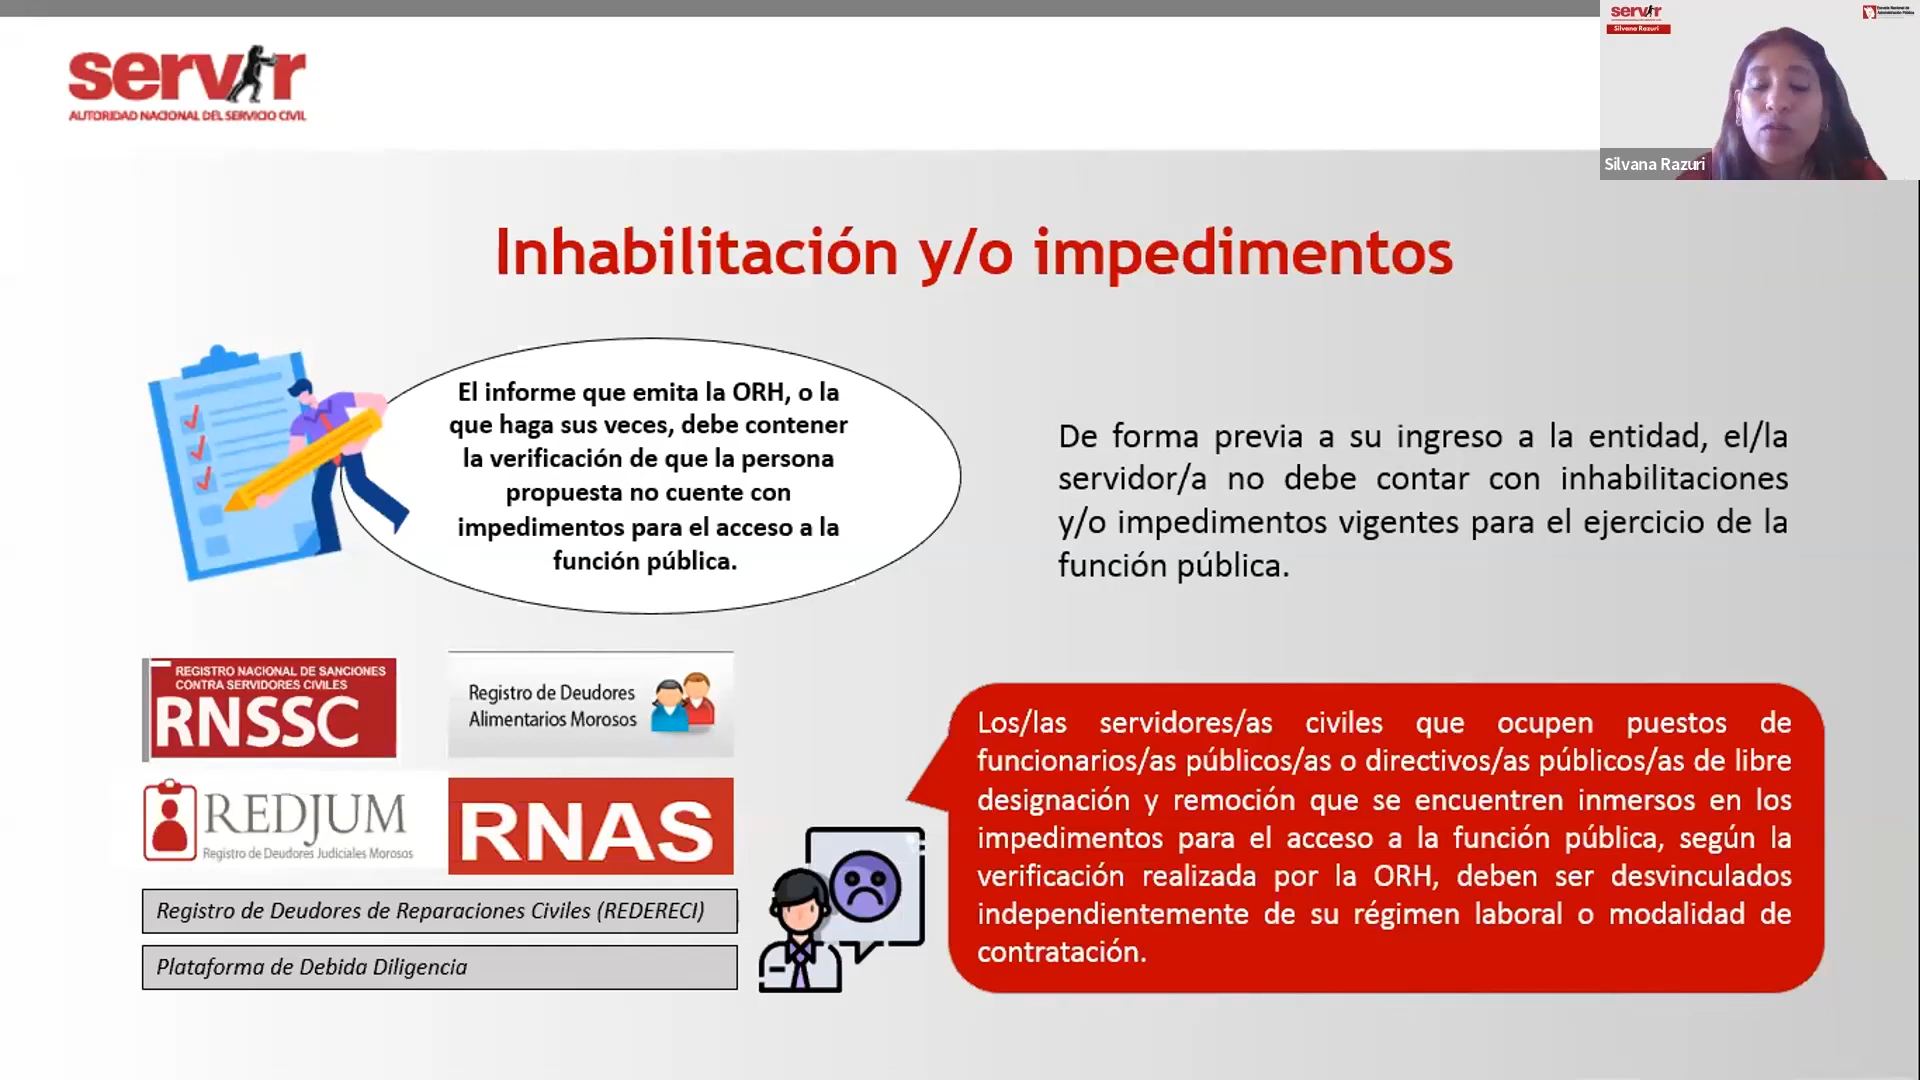 servir
AUTORIDAD NACIONAL DEL SERVICIO CIVIL
servir
Silvana Razuri
Silvana Razuri
Inhabilitación y/o impedimentos
El informe que emita la ORH, o la
que haga sus veces, debe contener
la verificación de que la persona
propuesta no cuente con
impedimentos para el acceso a la
función pública.
De forma previa a su ingreso a la entidad, el/la
servidor/a no debe contar con inhabilitaciones
y/o impedimentos vigentes para el ejercicio de la
función pública.
REGISTRO NACIONAL DE SANCIONES
CONTRA SERVIDORES CIVILES
RNSSC
Registro de Deudores
Alimentarios Morosos
REDJUM
Registro de Deudores Judiciales Morosos
RNAS
Registro de Deudores de Reparaciones Civiles (REDERECI)
Plataforma de Debida Diligencia
Los/las servidores/as civiles que ocupen puestos de
funcionarios/as públicos/as o directivos/as públicos/as de libre
designación y remoción que se encuentren inmersos en los
impedimentos para el acceso a la función pública, según la
verificación realizada por la ORH, deben ser desvinculados
independientemente de su régimen laboral o modalidad de
contratación.